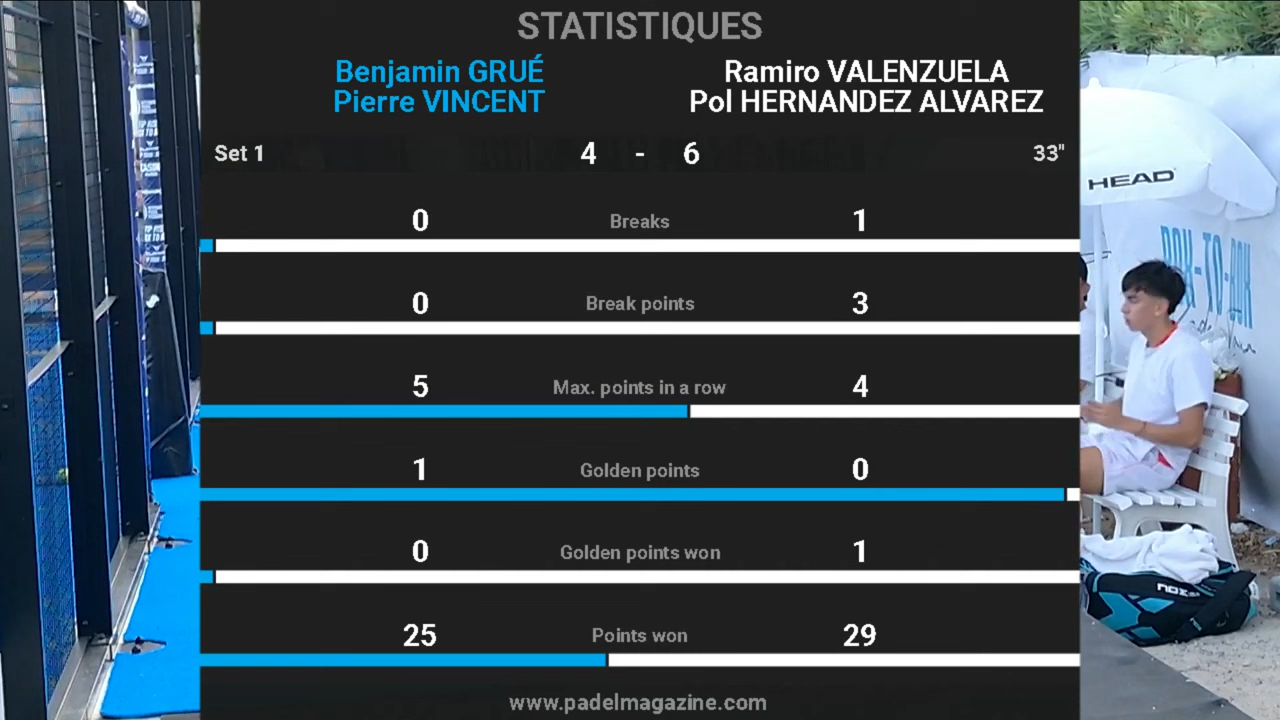 STATISTIQUES
Benjamin GRUÉ
Pierre VINCENT
Ramiro VALENZUELA
Pol HERNANDEZ ALVAREZ
Set 1 4 - 6 33"
0 Breaks 1
0 Break points 3
5 Max. points in a row 4
1 Golden points 0
0 Golden points won 1
25 Points won 29
www.padelmagazine.com
HEAD
NOX